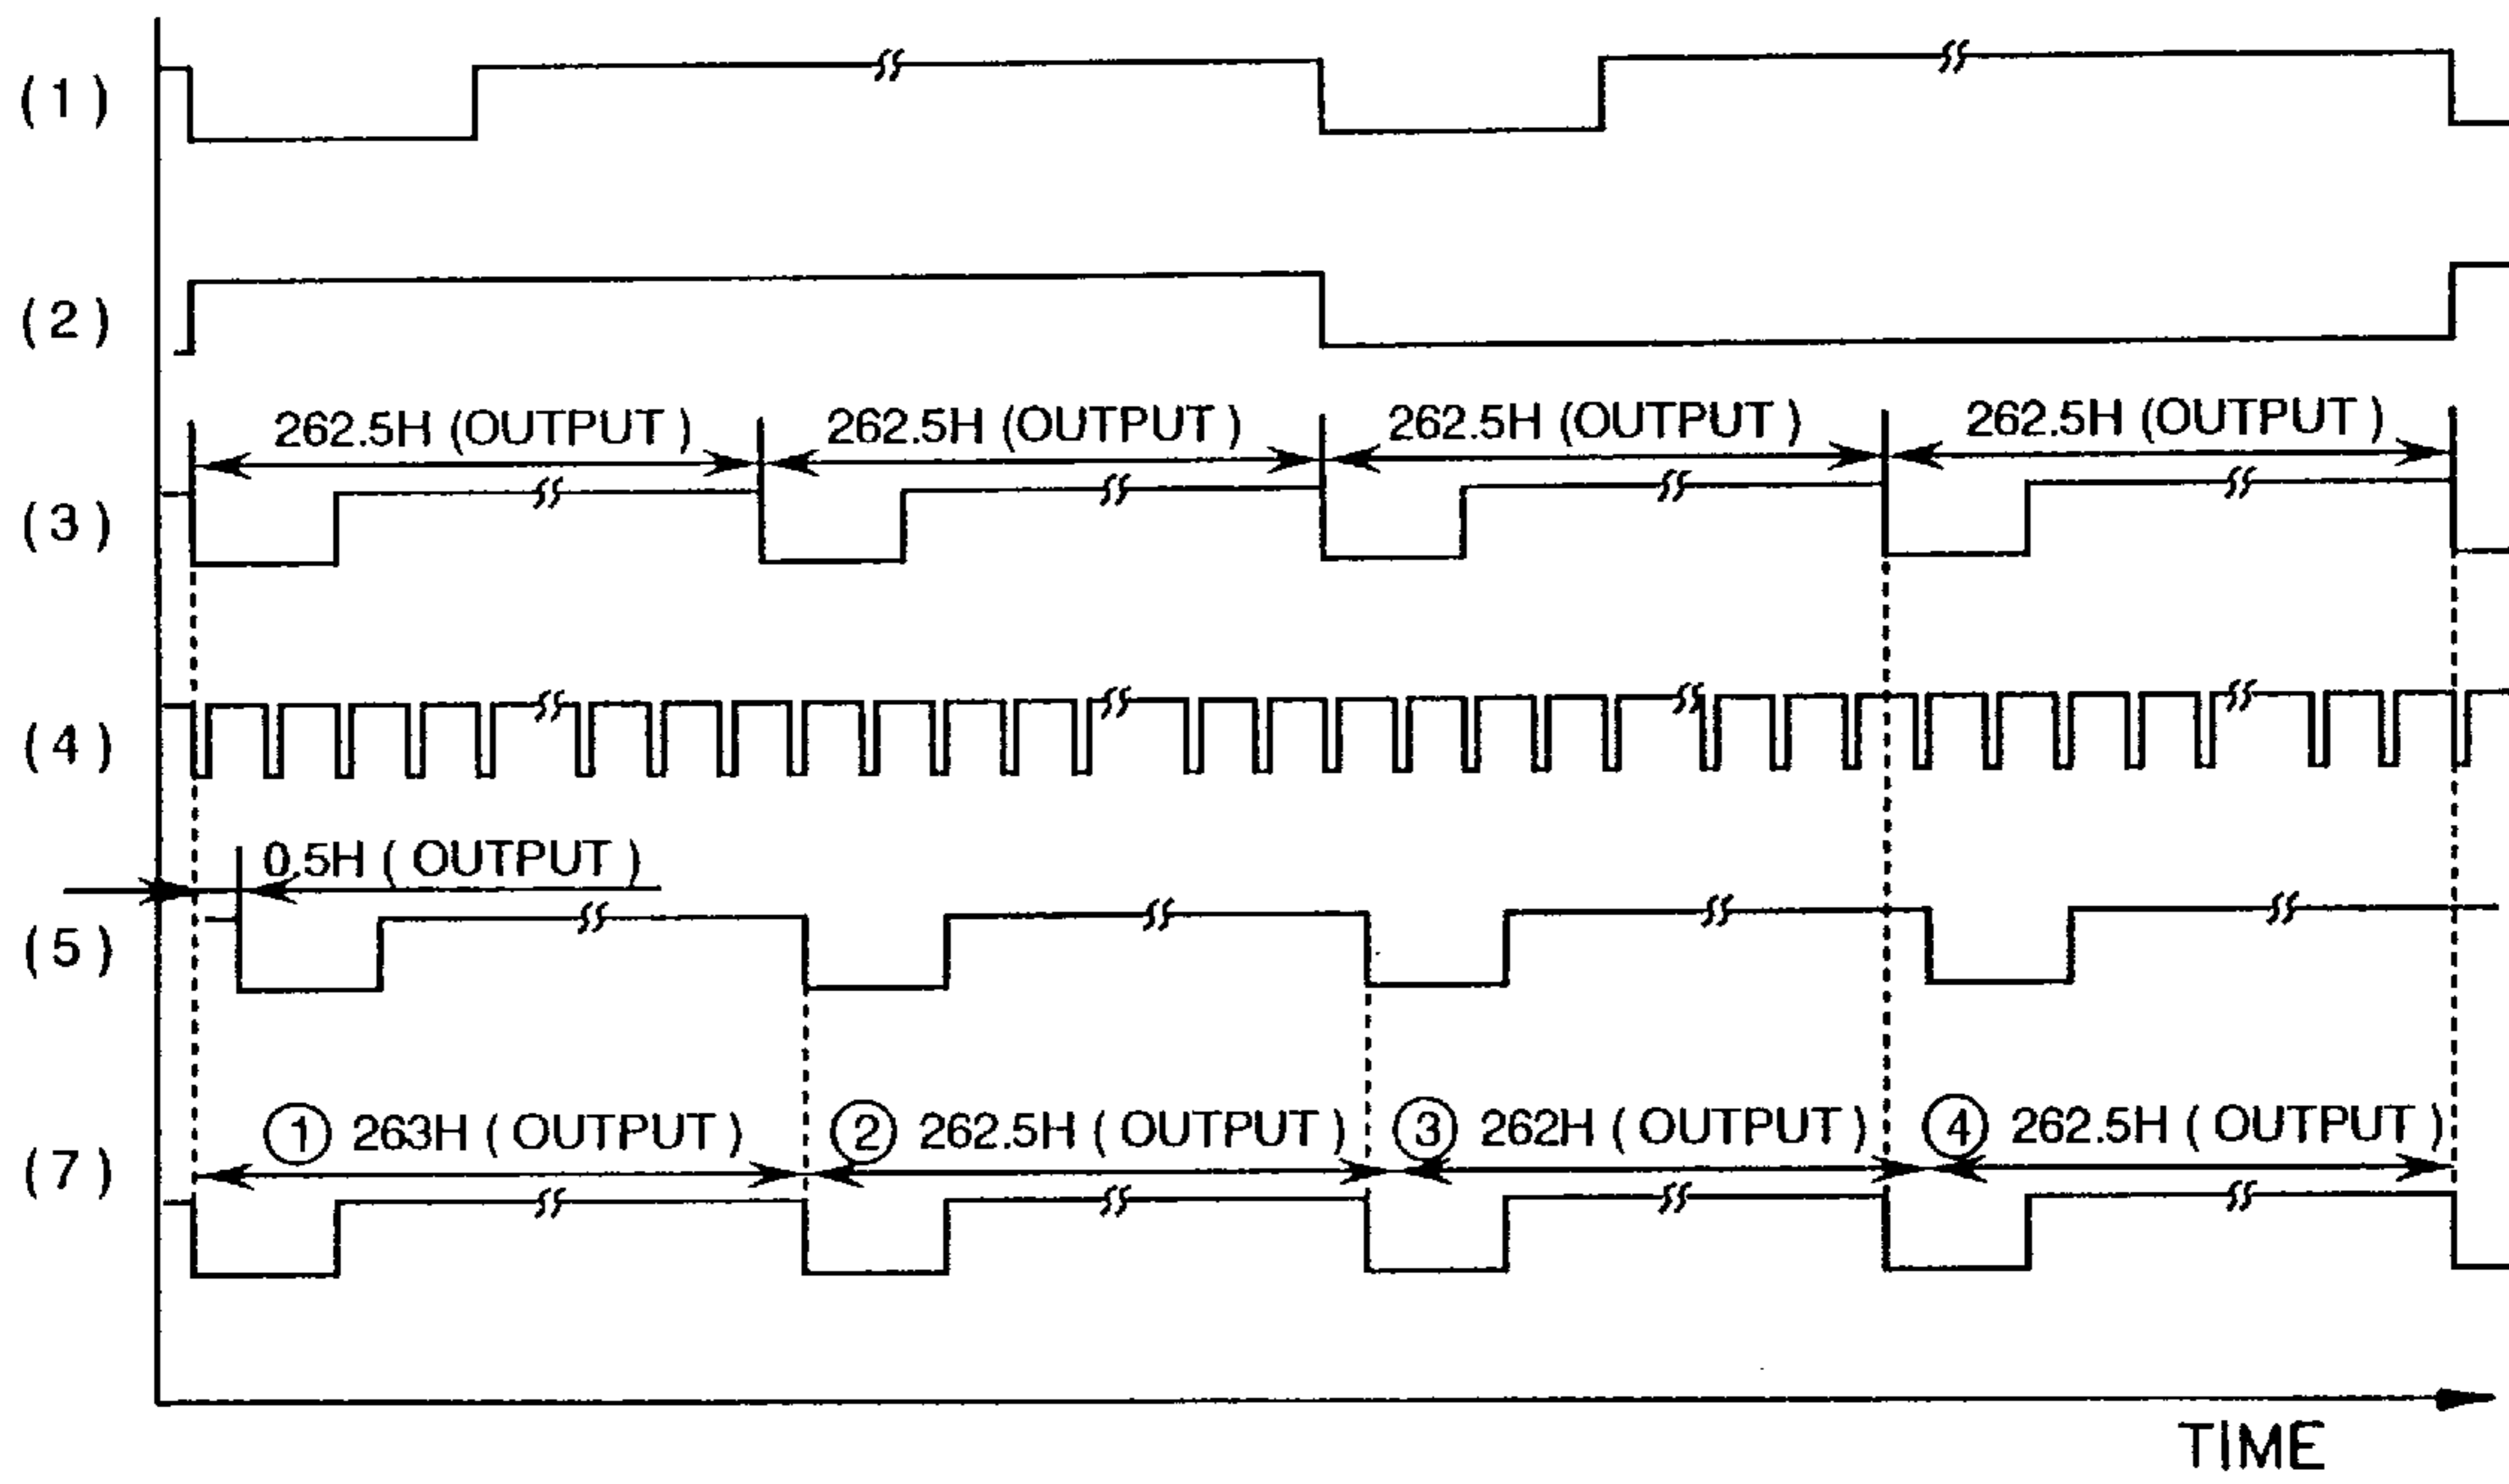 (1)
(2)
262.5H (OUTPUT) 262.5H (OUTPUT) 262.5H (OUTPUT) 262.5H (OUTPUT)
(3)
(4)
0.5H ( OUTPUT )
(5)
① 263H ( OUTPUT ) ② 262.5H ( OUTPUT ) ③ 262H ( OUTPUT ) ④ 262.5H ( OUTPUT )
(7)
TIME